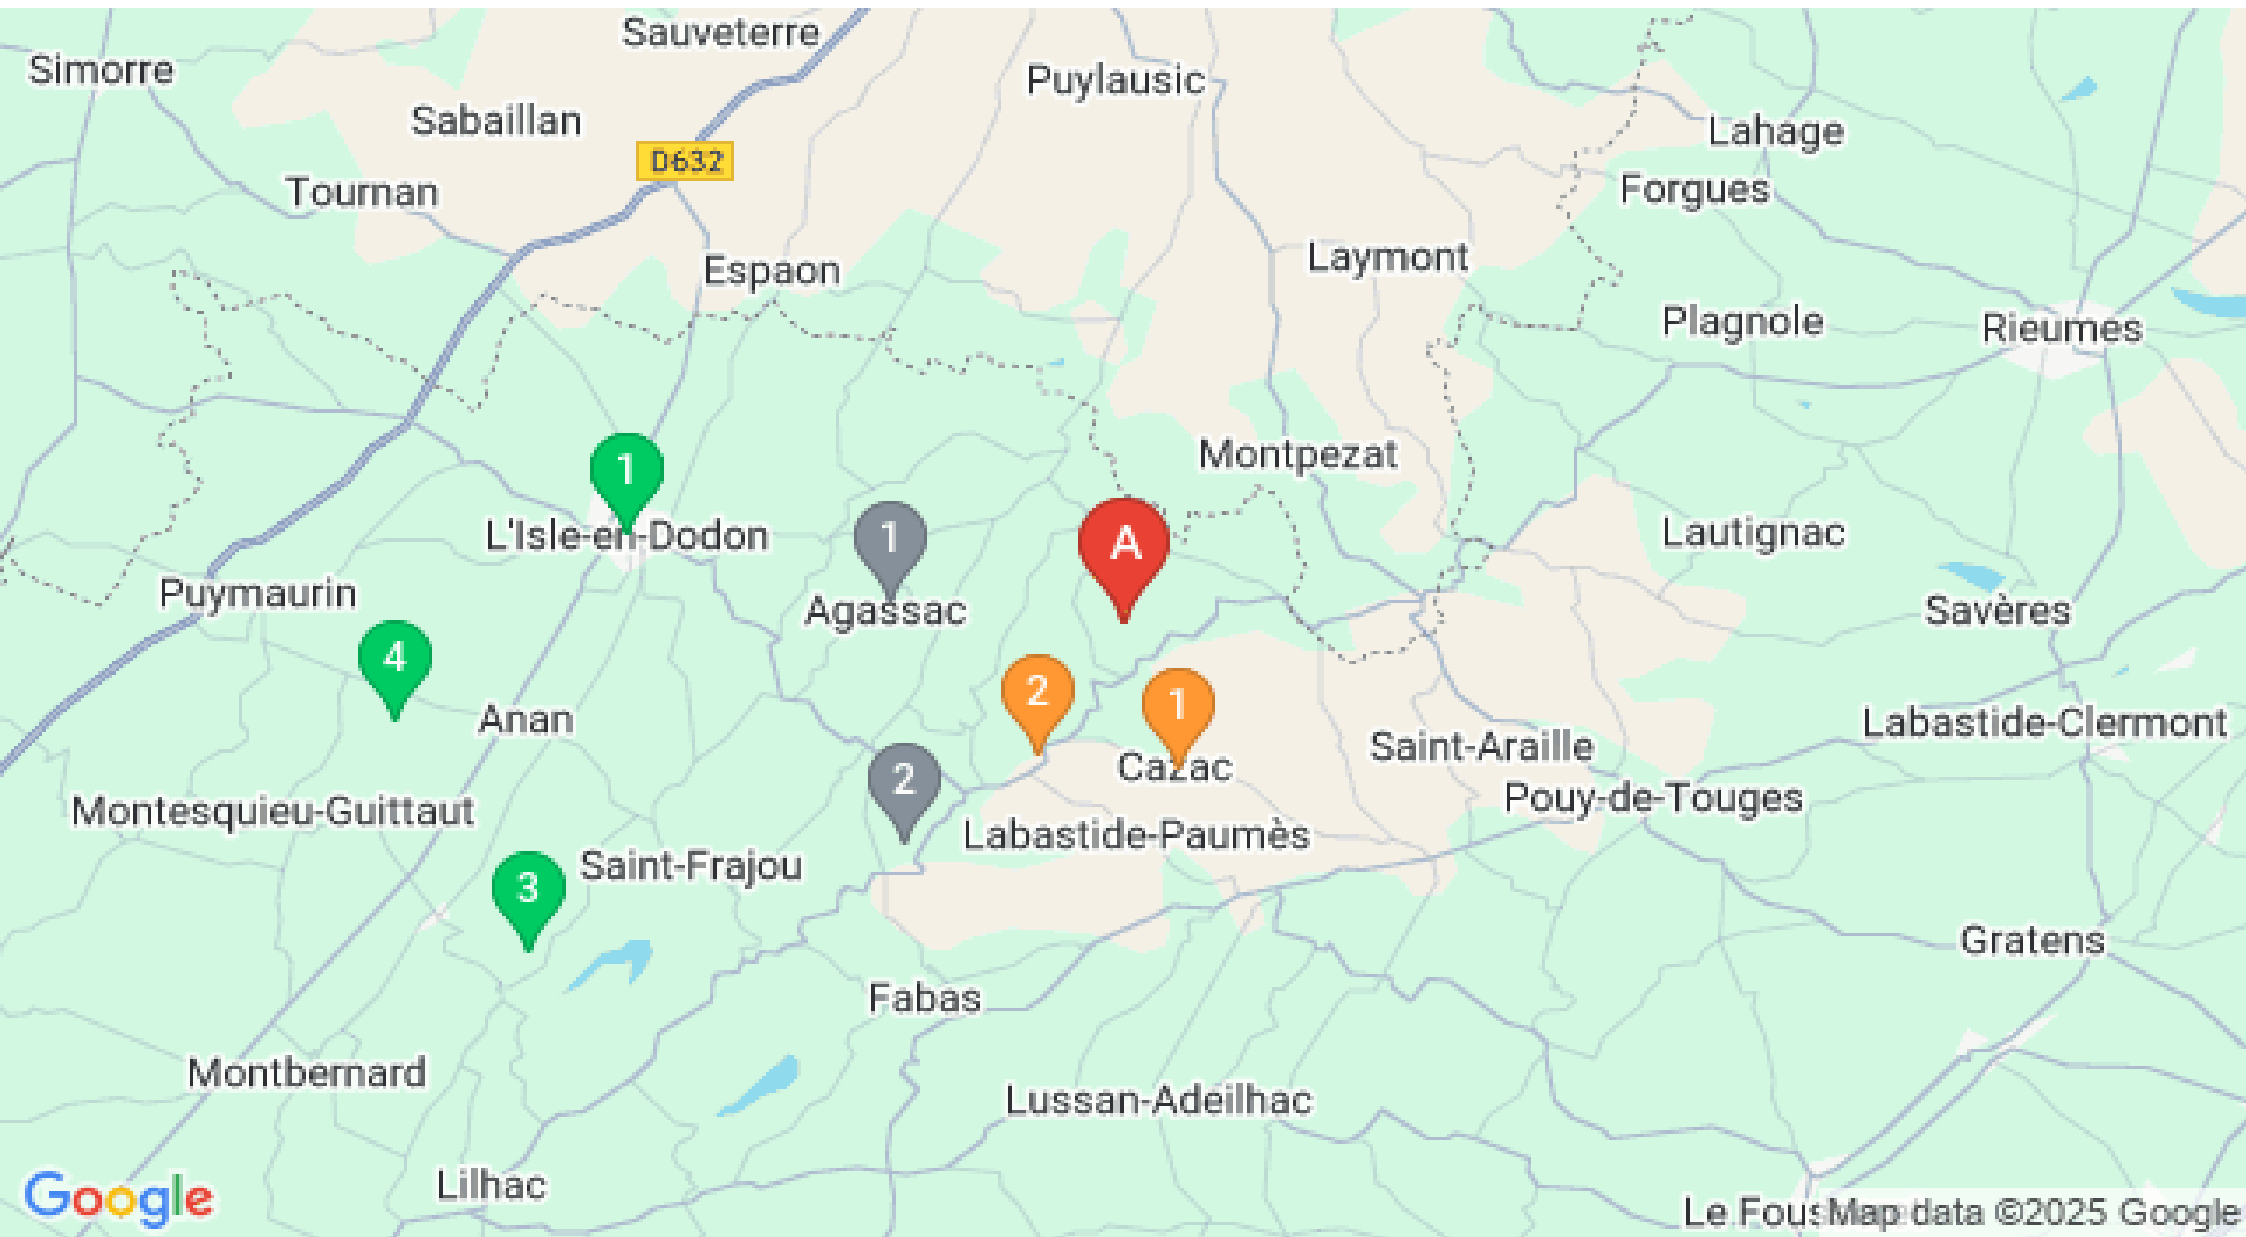 Sauveterre
Simorre
Puylausic
Sabaillan
Lahage
D632
Tournan
Forgues
Espaon
Laymont
Plagnole
Rieumes
Montpezat
1
L'Isle-en-Dodon
1
A
Lautignac
Puymaurin
Agassac
Savères
4
2
1
Anan
Labastide-Clermont
Saint-Araille
Cazac
2
Pouy-de-Touges
Montesquieu-Guittaut
Labastide-Paumès
Saint-Frajou
3
Gratens
Fabas
Montbernard
Lussan-Adeilhac
Lilhac
Google
Le Fous
Map data ©2025 Google